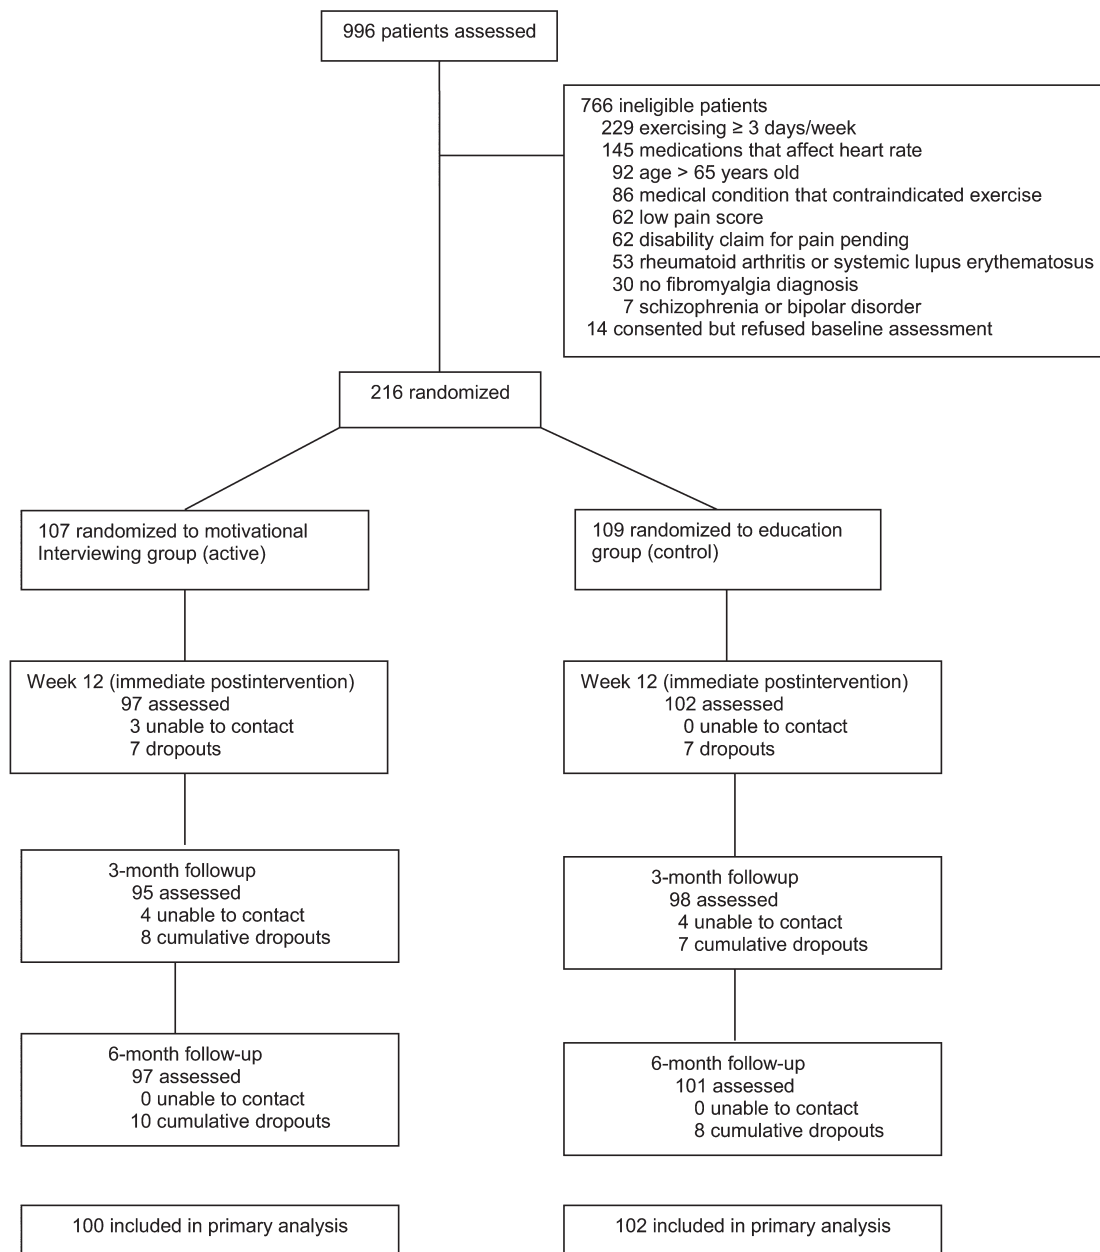 996 patients assessed
766 ineligible patients
229 exercising ≥ 3 days/week
145 medications that affect heart rate
92 age > 65 years old
86 medical condition that contraindicated exercise
62 low pain score
62 disability claim for pain pending
53 rheumatoid arthritis or systemic lupus erythematosus
30 no fibromyalgia diagnosis
7 schizophrenia or bipolar disorder
14 consented but refused baseline assessment
216 randomized
107 randomized to motivational
Interviewing group (active)
109 randomized to education
group (control)
Week 12 (immediate postintervention)
97 assessed
3 unable to contact
7 dropouts
Week 12 (immediate postintervention)
102 assessed
0 unable to contact
7 dropouts
3-month followup
95 assessed
4 unable to contact
8 cumulative dropouts
3-month followup
98 assessed
4 unable to contact
7 cumulative dropouts
6-month follow-up
97 assessed
0 unable to contact
10 cumulative dropouts
6-month follow-up
101 assessed
0 unable to contact
8 cumulative dropouts
100 included in primary analysis
102 included in primary analysis